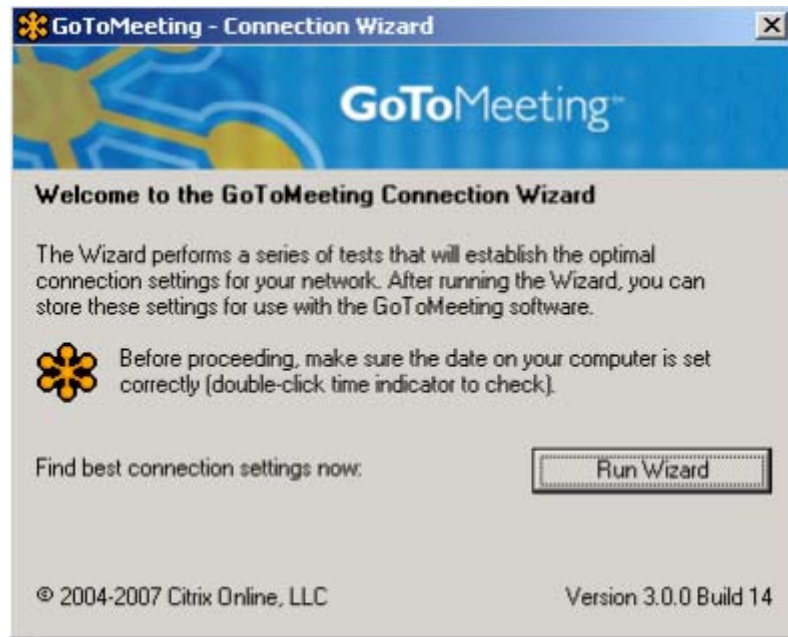 GoToMeeting - Connection Wizard
GoToMeeting™
Welcome to the GoToMeeting Connection Wizard
The Wizard performs a series of tests that will establish the optimal
connection settings for your network. After running the Wizard, you can
store these settings for use with the GoToMeeting software.
Before proceeding, make sure the date on your computer is set
correctly (double-click time indicator to check).
Find best connection settings now:
Run Wizard
© 2004-2007 Citrix Online, LLC
Version 3.0.0 Build 14